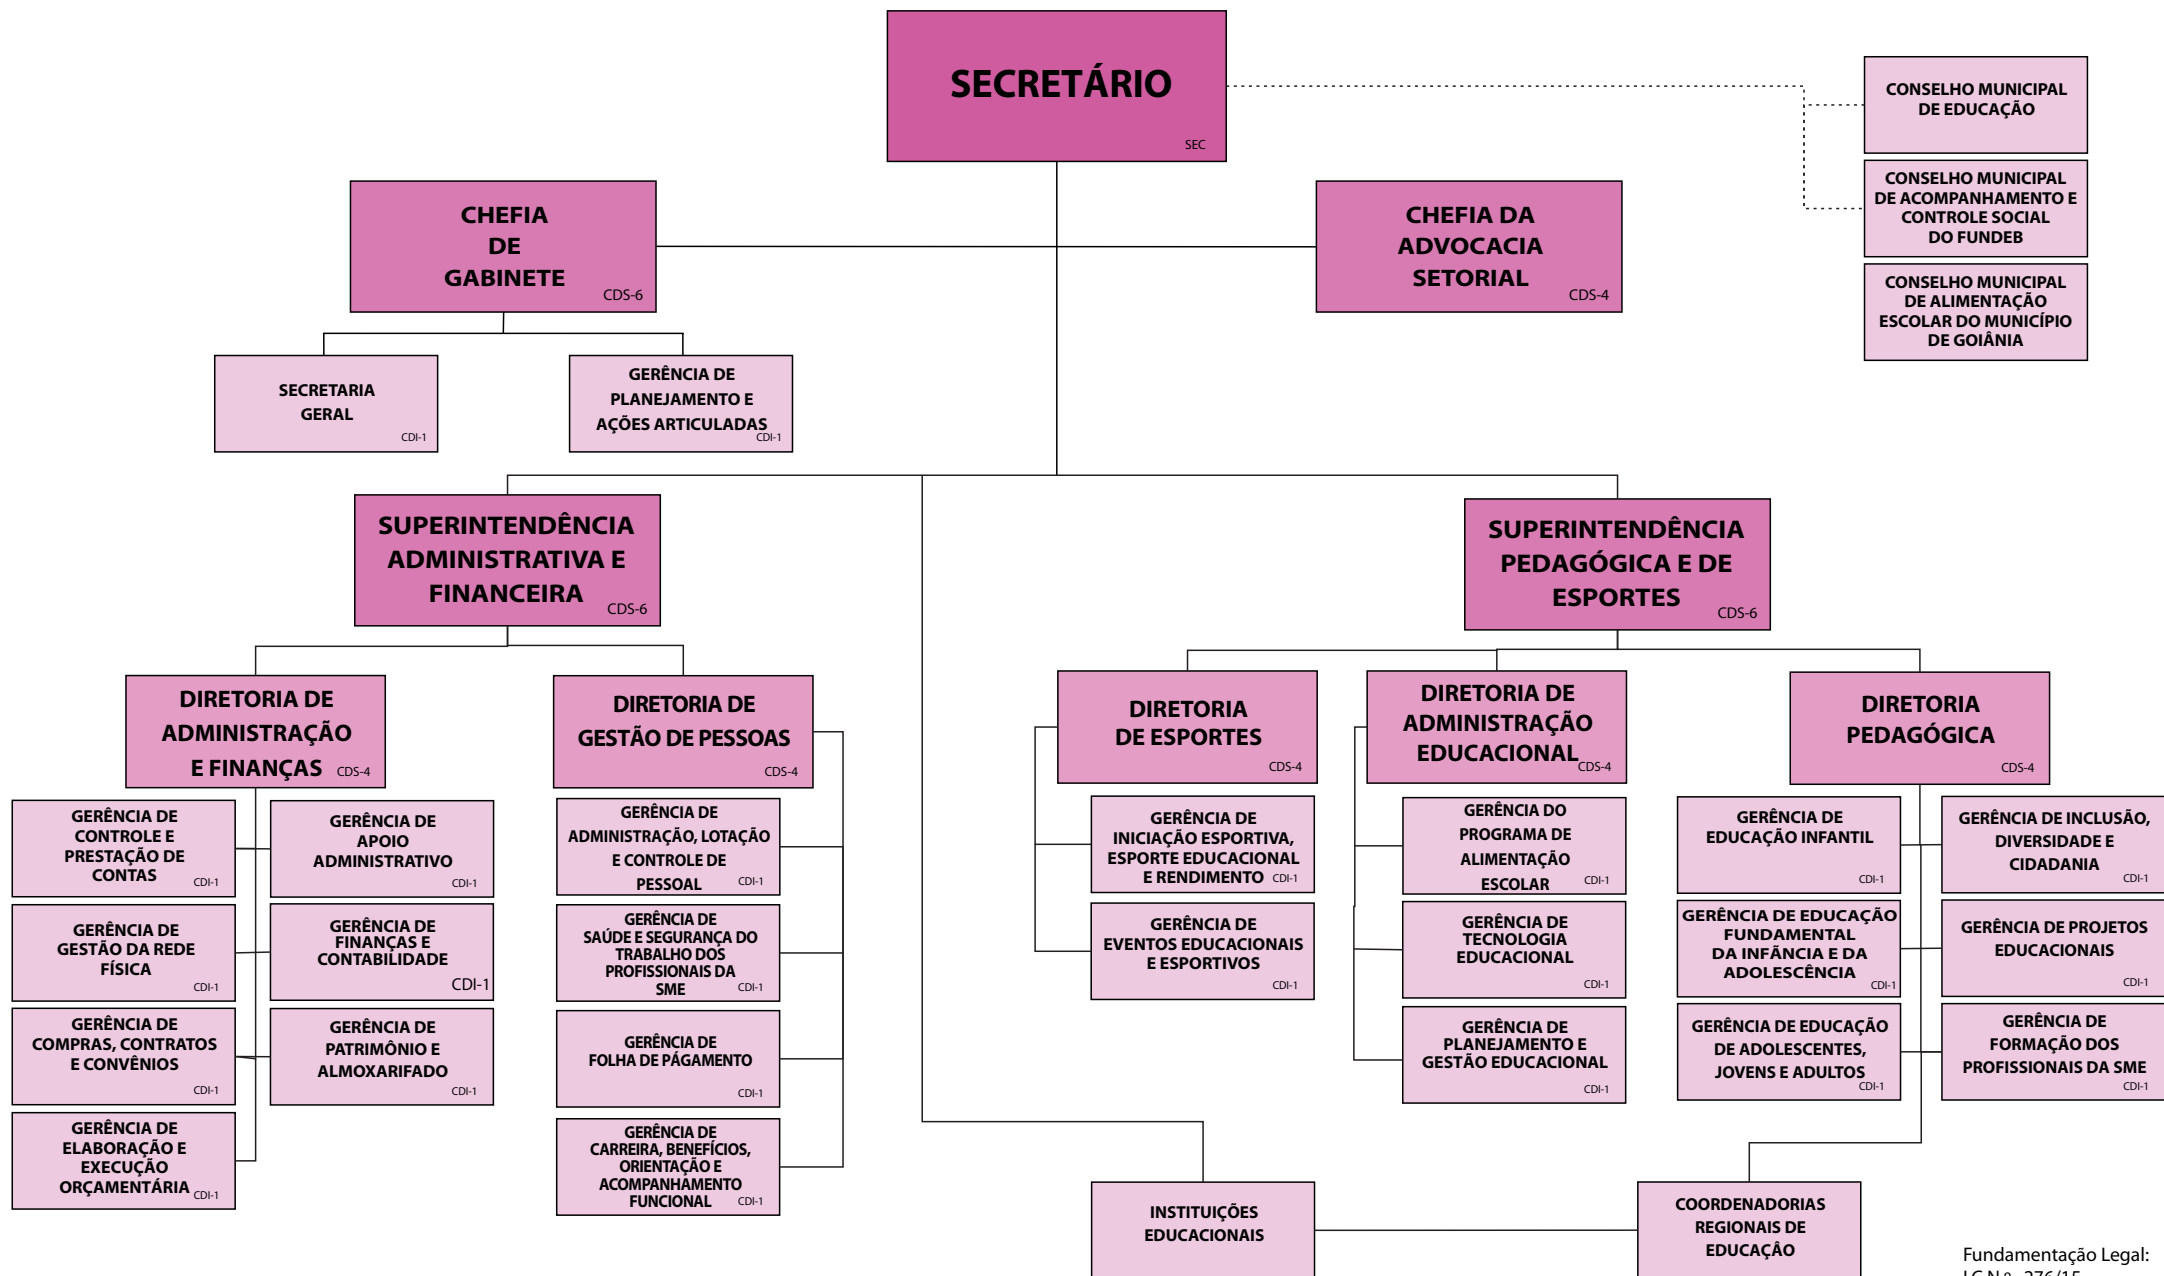 SECRETÁRIO
SEC
CONSELHO MUNICIPAL
DE EDUCAÇÃO
CONSELHO MUNICIPAL
DE ACOMPANHAMENTO E
CONTROLE SOCIAL
DO FUNDEB
CONSELHO MUNICIPAL
DE ALIMENTAÇÃO
ESCOLAR DO MUNICÍPIO
DE GOIÂNIA
CHEFIA
DE
GABINETE
CDS-6
CHEFIA DA
ADVOCACIA
SETORIAL
CDS-4
SECRETARIA
GERAL
CDI-1
GERÊNCIA DE
PLANEJAMENTO E
AÇÕES ARTICULADAS
CDI-1
SUPERINTENDÊNCIA
ADMINISTRATIVA E
FINANCEIRA
CDS-6
SUPERINTENDÊNCIA
PEDAGÓGICA E DE
ESPORTES
CDS-6
DIRETORIA DE
ADMINISTRAÇÃO
E FINANÇAS
CDS-4
DIRETORIA DE
GESTÃO DE PESSOAS
CDS-4
DIRETORIA
DE ESPORTES
CDS-4
DIRETORIA DE
ADMINISTRAÇÃO
EDUCACIONAL
CDS-4
DIRETORIA
PEDAGÓGICA
CDS-4
GERÊNCIA DE
CONTROLE E
PRESTAÇÃO DE
CONTAS
CDI-1
GERÊNCIA DE
APOIO
ADMINISTRATIVO
CDI-1
GERÊNCIA DE
GESTÃO DA REDE
FÍSICA
CDI-1
GERÊNCIA DE
FINANÇAS E
CONTABILIDADE
CDI-1
GERÊNCIA DE
COMPRAS, CONTRATOS
E CONVÊNIOS
CDI-1
GERÊNCIA DE
PATRIMÔNIO E
ALMOXARIFADO
CDI-1
GERÊNCIA DE
ELABORAÇÃO E
EXECUÇÃO
ORÇAMENTÁRIA
CDI-1
GERÊNCIA DE
ADMINISTRAÇÃO, LOTAÇÃO
E CONTROLE DE
PESSOAL
CDI-1
GERÊNCIA DE
SAÚDE E SEGURANÇA DO
TRABALHO DOS
PROFISSIONAIS DA
SME
CDI-1
GERÊNCIA DE
FOLHA DE PÁGAMENTO
CDI-1
GERÊNCIA DE
CARREIRA, BENEFÍCIOS,
ORIENTAÇÃO E
ACOMPANHAMENTO
FUNCIONAL
CDI-1
GERÊNCIA DE
INICIAÇÃO ESPORTIVA,
ESPORTE EDUCACIONAL
E RENDIMENTO
CDI-1
GERÊNCIA DE
EVENTOS EDUCACIONAIS
E ESPORTIVOS
CDI-1
GERÊNCIA DO
PROGRAMA DE
ALIMENTAÇÃO
ESCOLAR
CDI-1
GERÊNCIA DE
TECNOLOGIA
EDUCACIONAL
CDI-1
GERÊNCIA DE
PLANEJAMENTO E
GESTÃO EDUCACIONAL
CDI-1
GERÊNCIA DE
EDUCAÇÃO INFANTIL
CDI-1
GERÊNCIA DE INCLUSÃO,
DIVERSIDADE E
CIDADANIA
CDI-1
GERÊNCIA DE EDUCAÇÃO
FUNDAMENTAL
DA INFÂNCIA E DA
ADOLESCÊNCIA
CDI-1
GERÊNCIA DE PROJETOS
EDUCACIONAIS
CDI-1
GERÊNCIA DE EDUCAÇÃO
DE ADOLESCENTES,
JOVENS E ADULTOS
CDI-1
GERÊNCIA DE
FORMAÇÃO DOS
PROFISSIONAIS DA SME
CDI-1
INSTITUIÇÕES
EDUCACIONAIS
COORDENADORIAS
REGIONAIS DE
EDUCAÇÂO
Fundamentação Legal:
LC Nº 276/15